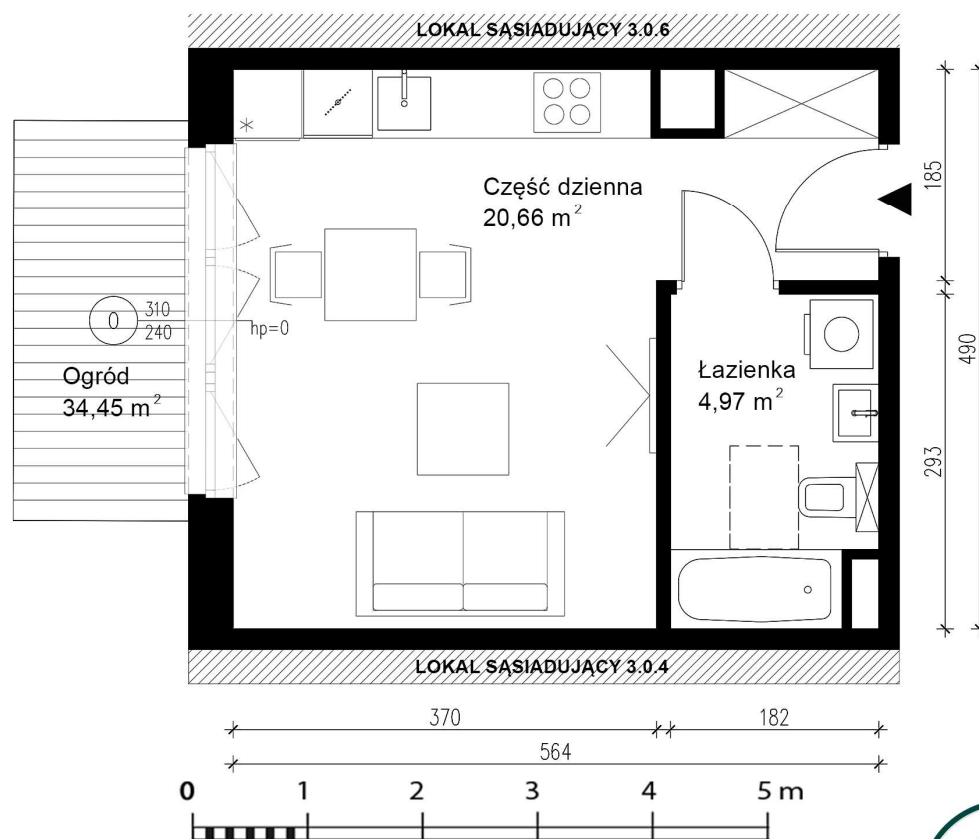 LOKAL SĄSIADUJĄCY 3.0.6
Część dzienna
20,66 m²
185
490
0
310
240
hp=0
Ogród
34,45 m²
Łazienka
4,97 m²
293
LOKAL SĄSIADUJĄCY 3.0.4
370
182
564
0 1 2 3 4 5 m